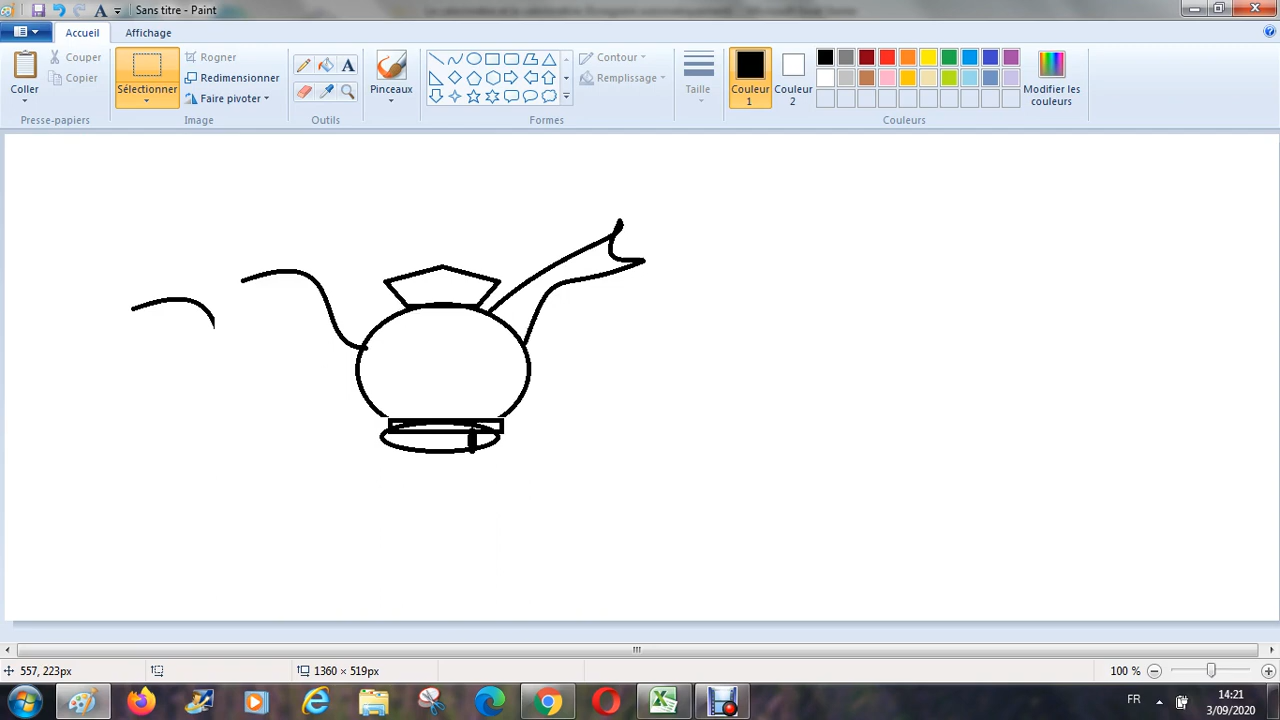 Sans titre - Paint
Accueil Affichage
Coller
Couper
Copier
Presse-papiers
Sélectionner
Rogner
Redimensionner
Faire pivoter
Image
A
Outils
Pinceaux
Contour
Remplissage
Formes
Taille
Couleur 1
Couleur 2
Modifier les couleurs
Couleurs
557, 223px
1360 × 519px
100 %
FR
14:21
3/09/2020